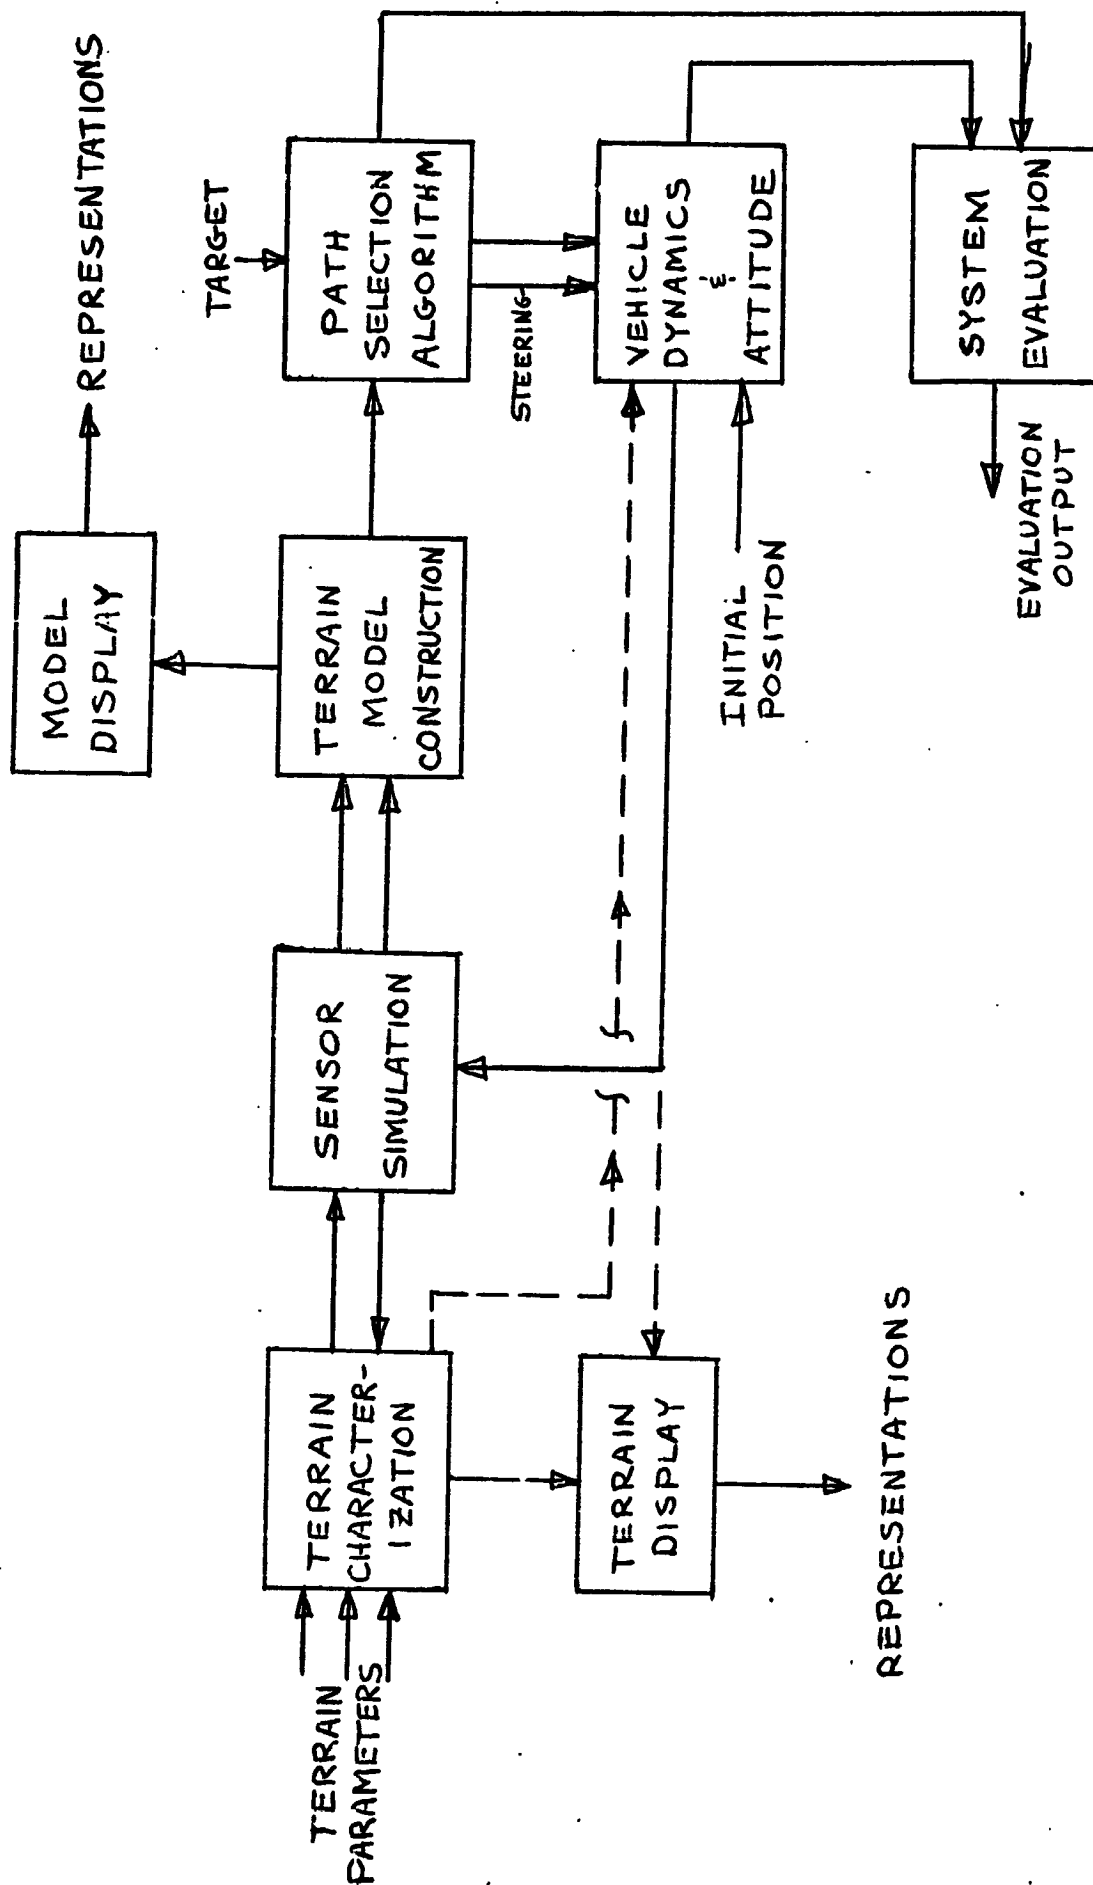 MODEL
DISPLAY
REPRESENTATIONS
TERRAIN
PARAMETERS
TERRAIN
CHARACTER-
IZATION
SENSOR
SIMULATION
TERRAIN
MODEL
CONSTRUCTION
TARGET
PATH
SELECTION
ALGORITHM
STEERING
TERRAIN
DISPLAY
REPRESENTATIONS
INITIAL
POSITION
VEHICLE
DYNAMICS
&
ATTITUDE
SYSTEM
EVALUATION
EVALUATION
OUTPUT